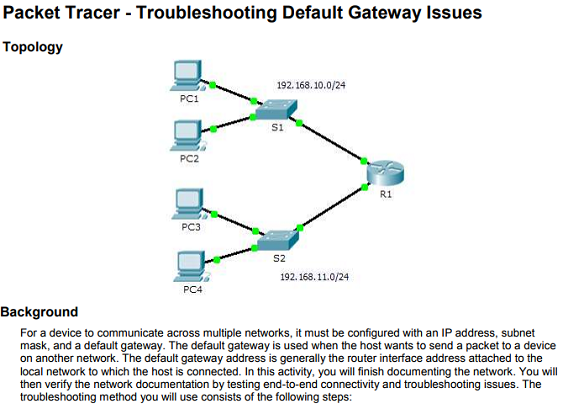 Packet Tracer - Troubleshooting Default Gateway Issues
Topology
192.168.10.0/24
PC1
S1
PC2
R1
PC3
S2
192.168.11.0/24
PC4
Background
For a device to communicate across multiple networks, it must be configured with an IP address, subnet
mask, and a default gateway. The default gateway is used when the host wants to send a packet to a device
on another network. The default gateway address is generally the router interface address attached to the
local network to which the host is connected. In this activity, you will finish documenting the network. You will
then verify the network documentation by testing end-to-end connectivity and troubleshooting issues. The
troubleshooting method you will use consists of the following steps: